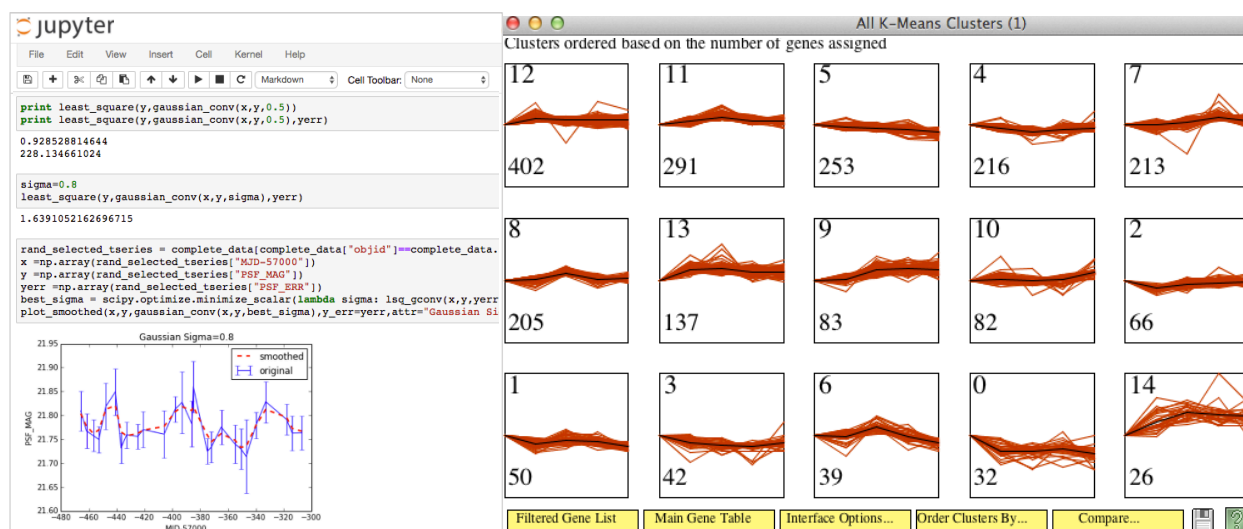 jupyter
File Edit View Insert Cell Kernel Help
Markdown Cell Toolbar: None
print least_square(y,gaussian_conv(x,y,0.5))
print least_square(y,gaussian_conv(x,y,0.5),yerr)
0.928528814644
228.134661024
sigma=0.8
least_square(y,gaussian_conv(x,y,sigma),yerr)
1.6391052162696715
rand_selected_tseries = complete_data[complete_data["objid"]==complete_data.
x =np.array(rand_selected_tseries["MJD-57000"])
y =np.array(rand_selected_tseries["PSF_MAG"])
yerr =np.array(rand_selected_tseries["PSF_ERR"])
best_sigma = scipy.optimize.minimize_scalar(lambda sigma: lsq_gconv(x,y,yerr
plot_smoothed(x,y,gaussian_conv(x,y,best_sigma),y_err=yerr,attr="Gaussian Si
Gaussian Sigma=0.8
smoothed
original
21.95
21.90
21.85
21.80
21.75
21.70
21.65
21.60
PSF_MAG
−480 −460 −440 −420 −400 −380 −360 −340 −320 −300
MJD-57000
All K-Means Clusters (1)
Clusters ordered based on the number of genes assigned
12 11 5 4 7
402 291 253 216 213
8 13 9 10 2
205 137 83 82 66
1 3 6 0 14
50 42 39 32 26
Filtered Gene List Main Gene Table Interface Options... Order Clusters By... Compare...
?